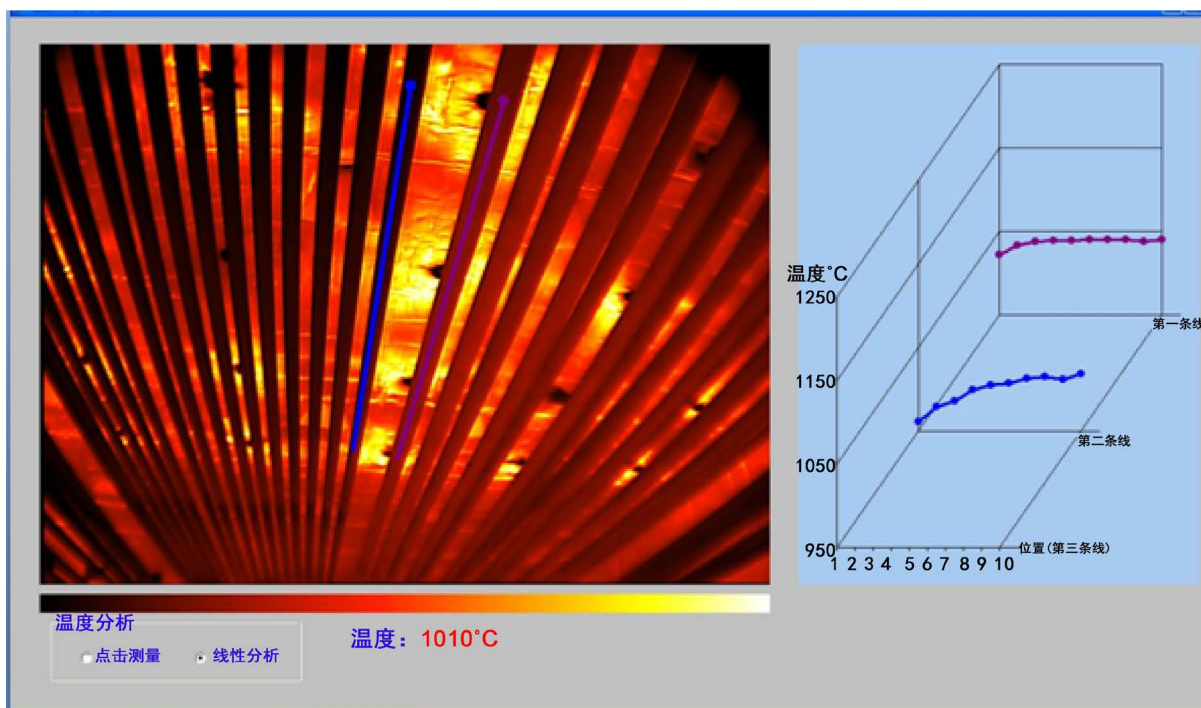 温度°C
1250
1150
1050
950
1 2 3 4 5 6 7 8 9 10
位置(第三条线)
第二条线
第一条线
温度分析
点击测量 线性分析
温度：1010°C